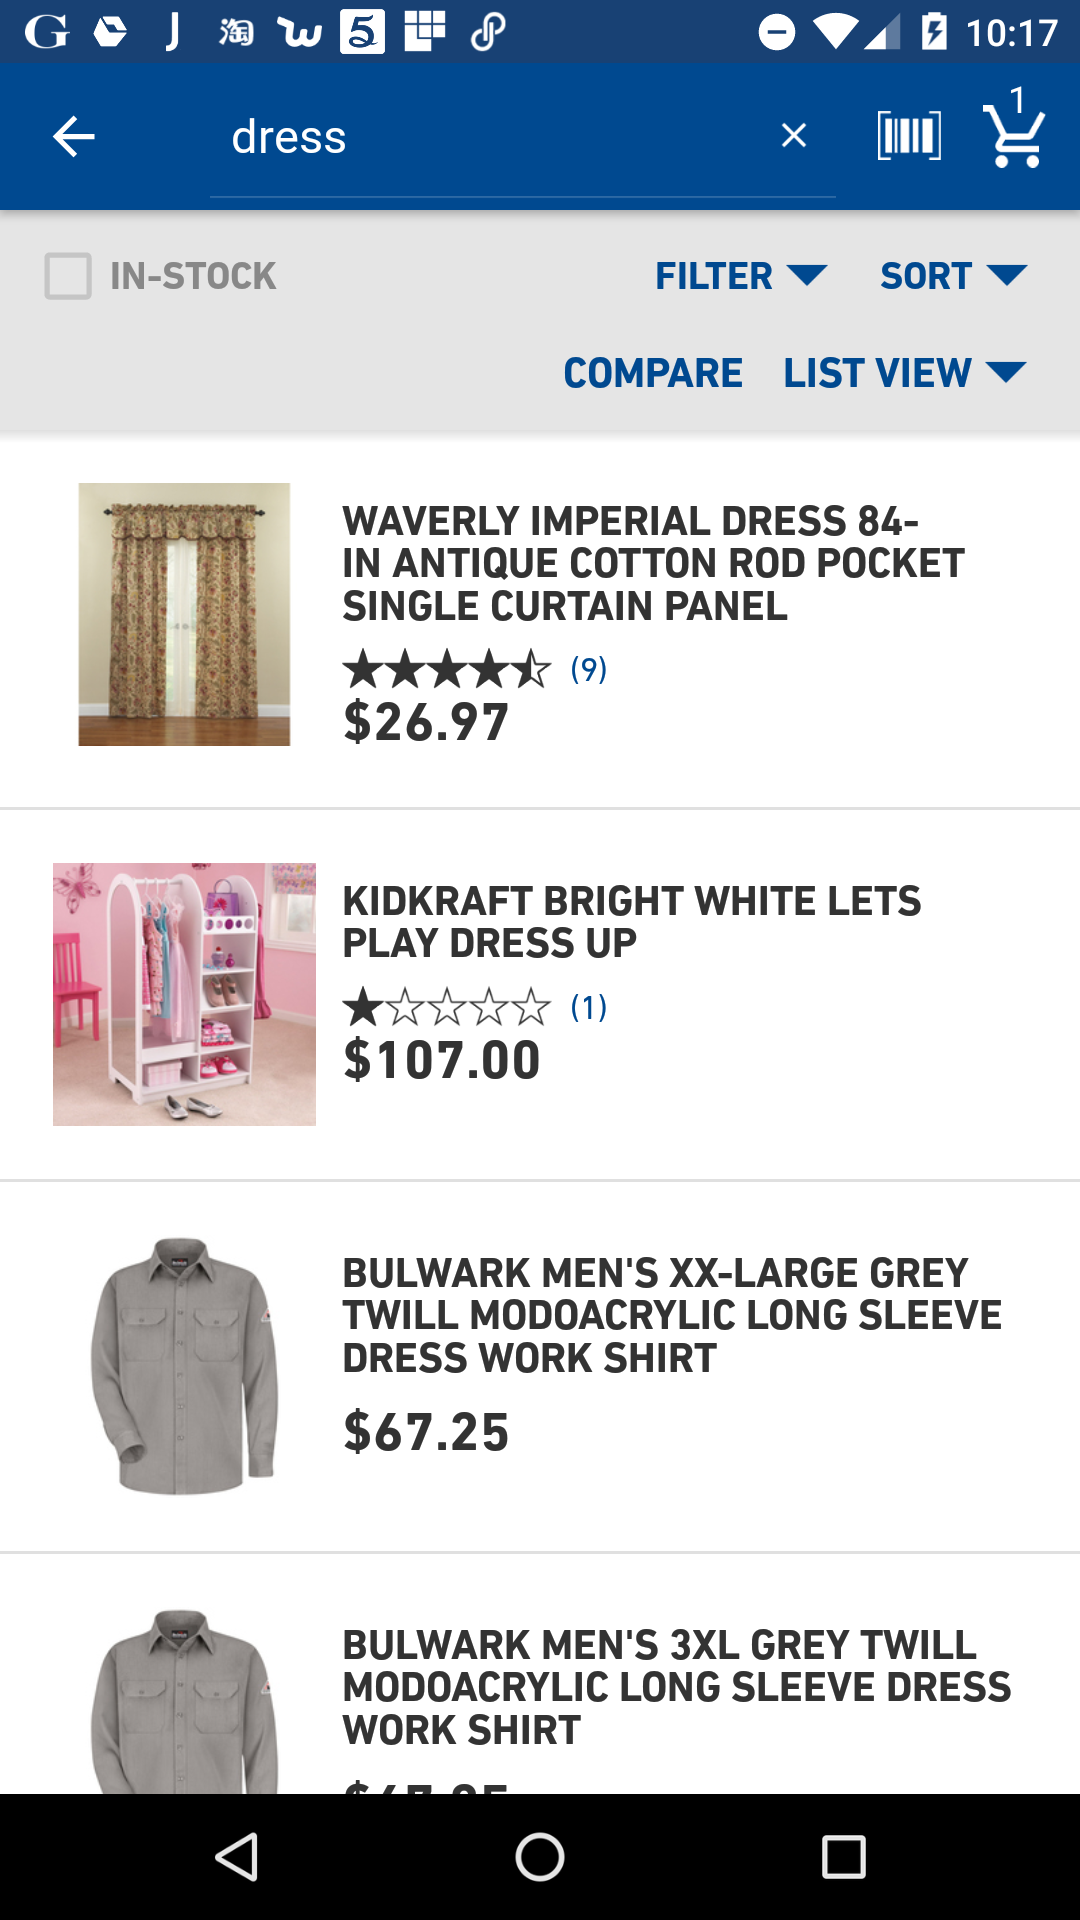 G J 淘 w 5 10:17
dress 1
IN-STOCK FILTER SORT
COMPARE LIST VIEW
WAVERLY IMPERIAL DRESS 84-
IN ANTIQUE COTTON ROD POCKET
SINGLE CURTAIN PANEL
(9)
$26.97
KIDKRAFT BRIGHT WHITE LETS
PLAY DRESS UP
(1)
$107.00
BULWARK MEN'S XX-LARGE GREY
TWILL MODOACRYLIC LONG SLEEVE
DRESS WORK SHIRT
$67.25
BULWARK MEN'S 3XL GREY TWILL
MODOACRYLIC LONG SLEEVE DRESS
WORK SHIRT